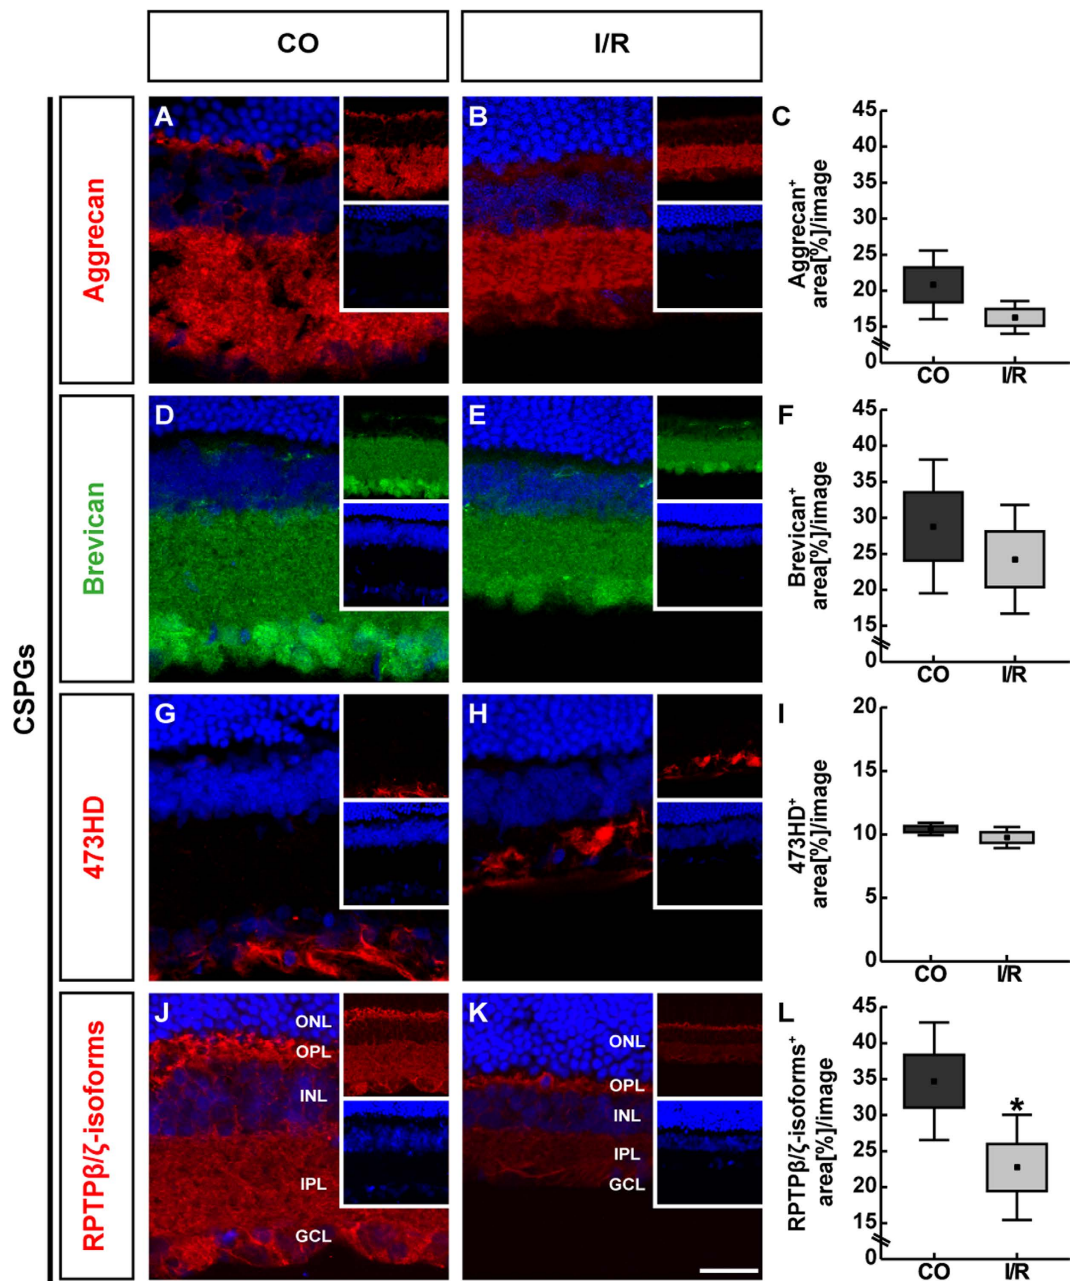 CO
I/R
CSPGs
Aggrecan
A
B
C
Aggrecan⁺
area[%]/image
45
40
35
30
25
20
15
0
CO
I/R
Brevican
D
E
F
Brevican⁺
area[%]/image
45
40
35
30
25
20
15
0
CO
I/R
473HD
G
H
I
473HD⁺
area[%]/image
20
15
10
5
0
CO
I/R
RPTPβ/ζ-isoforms
J
ONL
OPL
INL
IPL
GCL
K
ONL
OPL
INL
IPL
GCL
L
RPTPβ/ζ-isoforms⁺
area[%]/image
45
40
35
30
25
20
15
0
*
CO
I/R